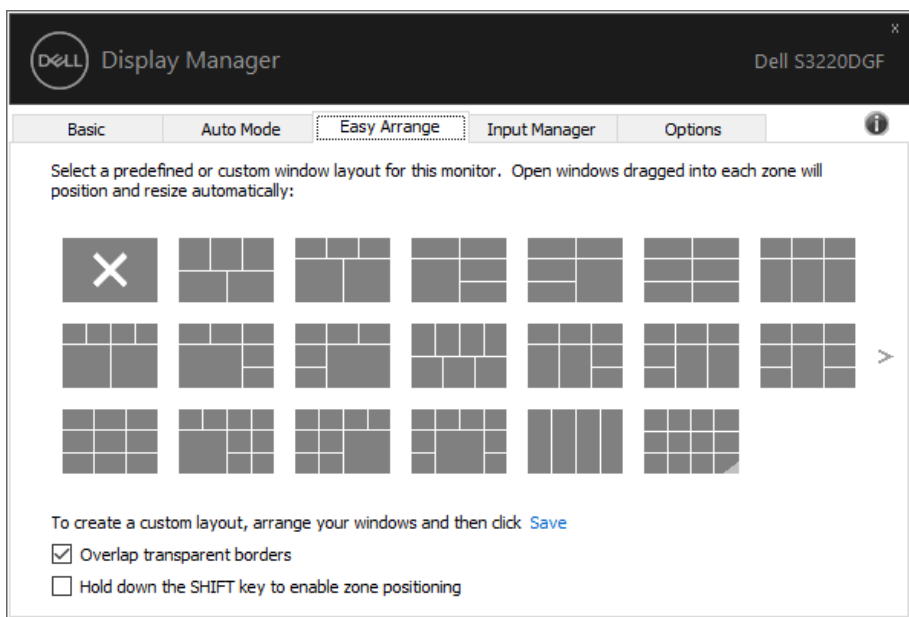 x
DELL Display Manager
Dell S3220DGF
Basic Auto Mode Easy Arrange Input Manager Options
Select a predefined or custom window layout for this monitor.  Open windows dragged into each zone will
position and resize automatically:
>
To create a custom layout, arrange your windows and then click Save
Overlap transparent borders
Hold down the SHIFT key to enable zone positioning